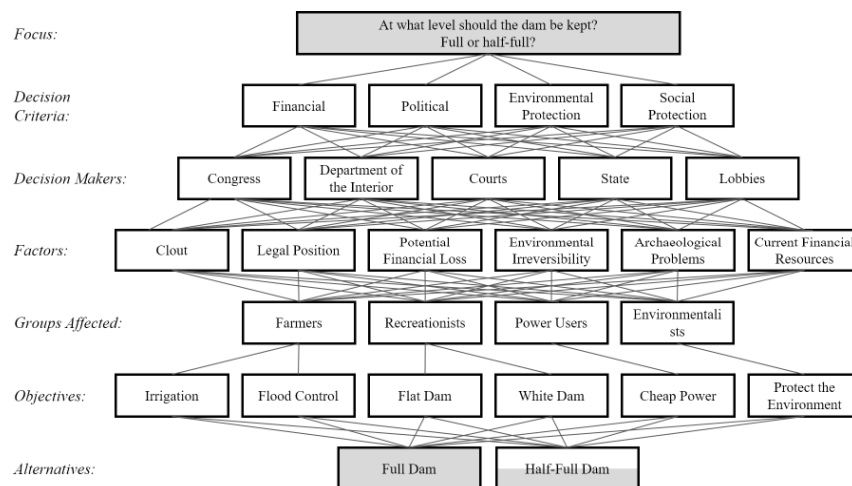 Focus:
At what level should the dam be kept?
Full or half-full?
Decision
Criteria:
Financial
Political
Environmental
Protection
Social
Protection
Decision Makers:
Congress
Department of
the Interior
Courts
State
Lobbies
Factors:
Clout
Legal Position
Potential
Financial Loss
Environmental
Irreversibility
Archaeological
Problems
Current Financial
Resources
Groups Affected:
Farmers
Recreationists
Power Users
Environmentali
sts
Objectives:
Irrigation
Flood Control
Flat Dam
White Dam
Cheap Power
Protect the
Environment
Alternatives:
Full Dam
Half-Full Dam